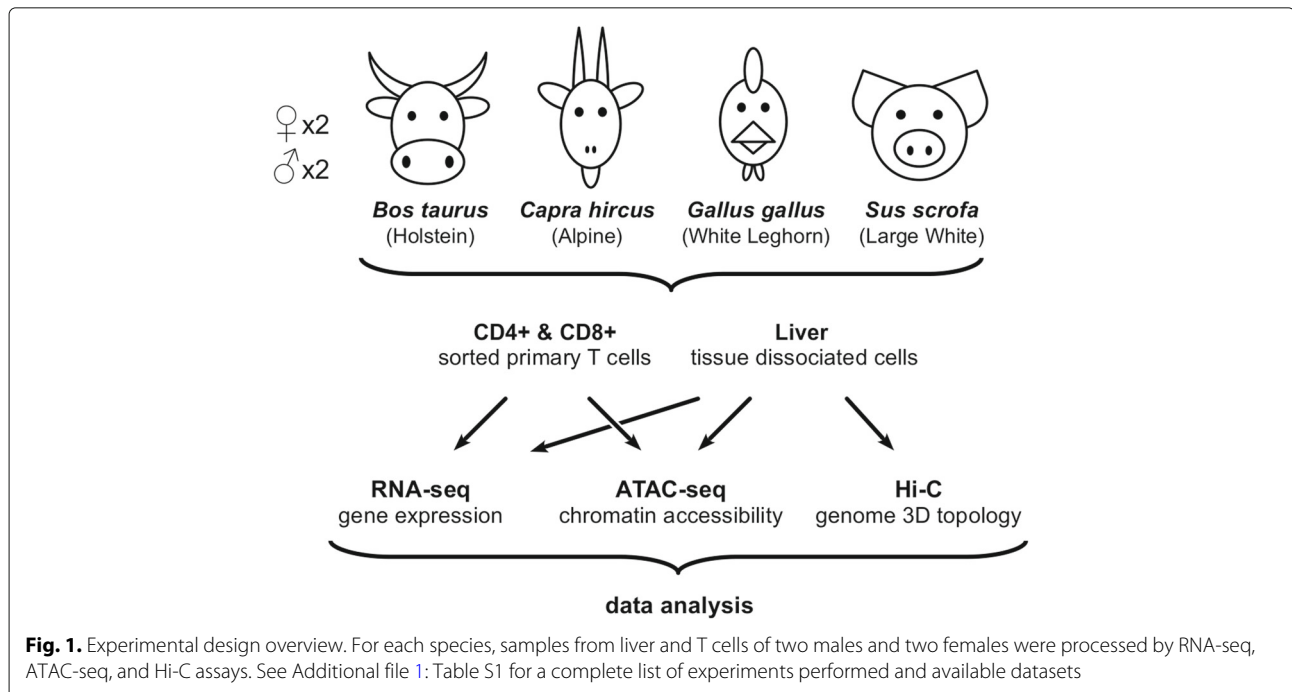 ♀x2
♂x2
Bos taurus Capra hircus Gallus gallus Sus scrofa
(Holstein) (Alpine) (White Leghorn) (Large White)
CD4+ & CD8+ Liver
sorted primary T cells tissue dissociated cells
RNA-seq ATAC-seq Hi-C
gene expression chromatin accessibility genome 3D topology
data analysis
Fig. 1. Experimental design overview. For each species, samples from liver and T cells of two males and two females were processed by RNA-seq,
ATAC-seq, and Hi-C assays. See Additional file 1: Table S1 for a complete list of experiments performed and available datasets